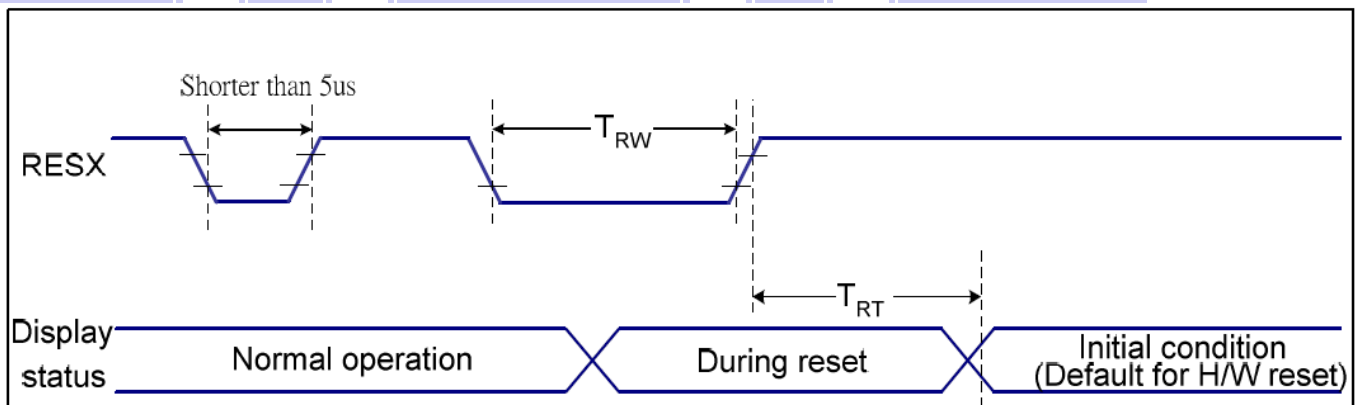 Shorter than 5us
TRW
RESX
TRT
Display
status
Normal operation
During reset
Initial condition
(Default for H/W reset)